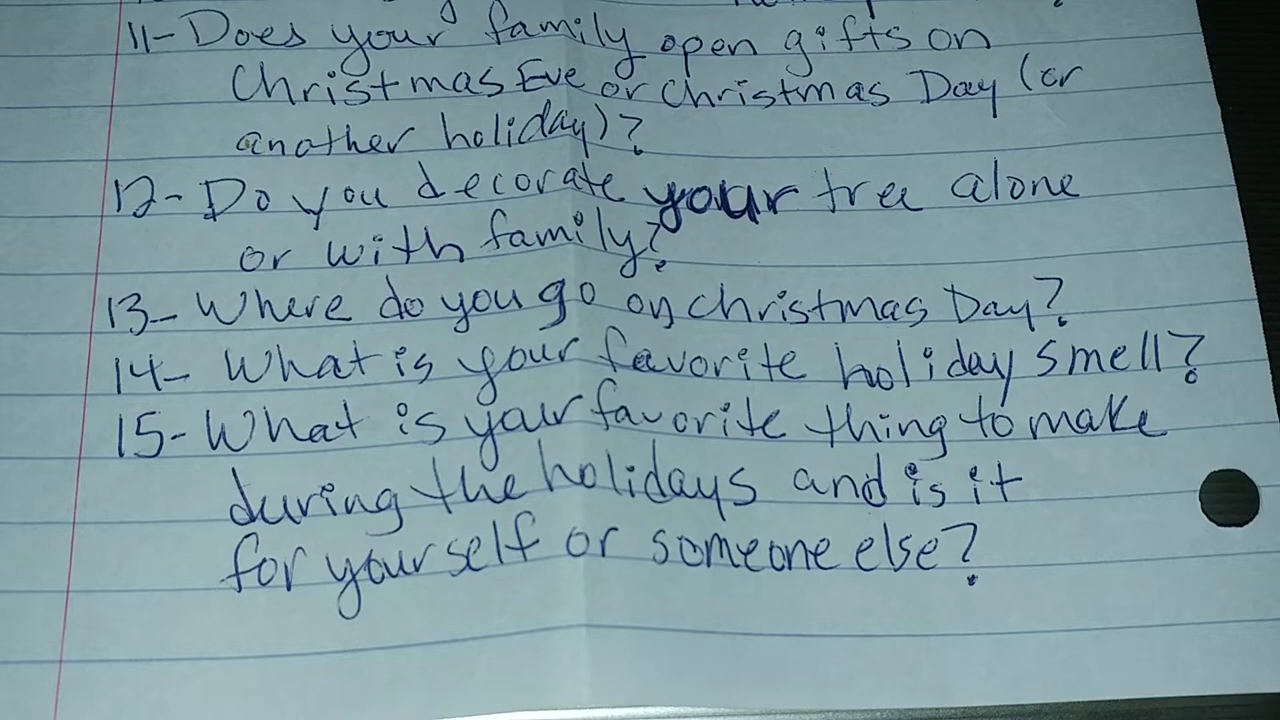 11- Does your family open gifts on
Christmas Eve or Christmas Day (or
another holiday)?
12- Do you decorate your tree alone
or with family?
13- Where do you go on Christmas Day?
14- What is your favorite holiday smell?
15- What is your favorite thing to make
during the holidays and is it
for yourself or someone else?